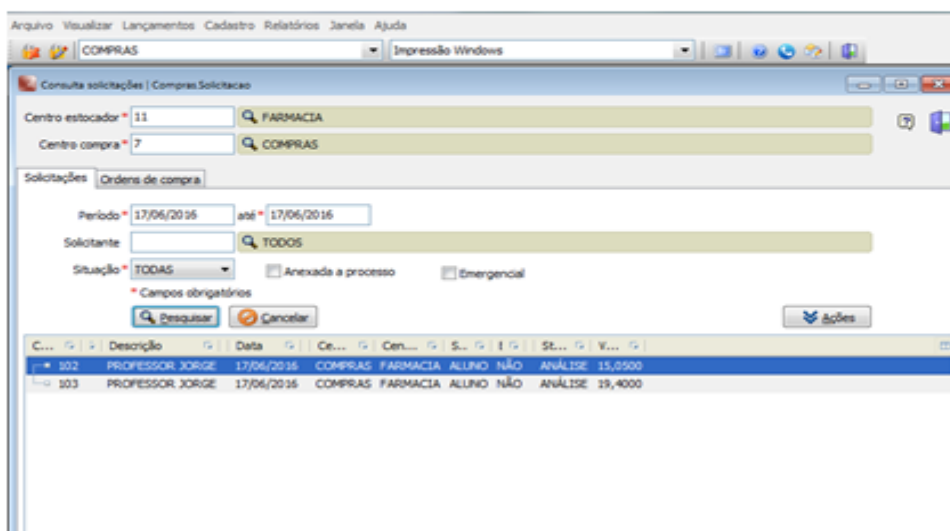 Arquivo Visualizar Lançamentos Cadastro Relatórios Janela Ajuda
COMPRAS Impressão Windows
Consulta solicitações | Compras.Solicitacao
Centro estocador * 11 FARMACIA
Centro compra * 7 COMPRAS
Solicitações Ordens de compra
Período * 17/06/2016 até * 17/06/2016
Solicitante TODOS
Situação * TODAS Anexada a processo Emergencial
* Campos obrigatórios
Pesquisar Cancelar Ações
C... Descrição Data Ce... Cen... S... I St... V...
102 PROFESSOR JORGE 17/06/2016 COMPRAS FARMACIA ALUNO NÃO ANÁLISE 15,0500
103 PROFESSOR JORGE 17/06/2016 COMPRAS FARMACIA ALUNO NÃO ANÁLISE 19,4000